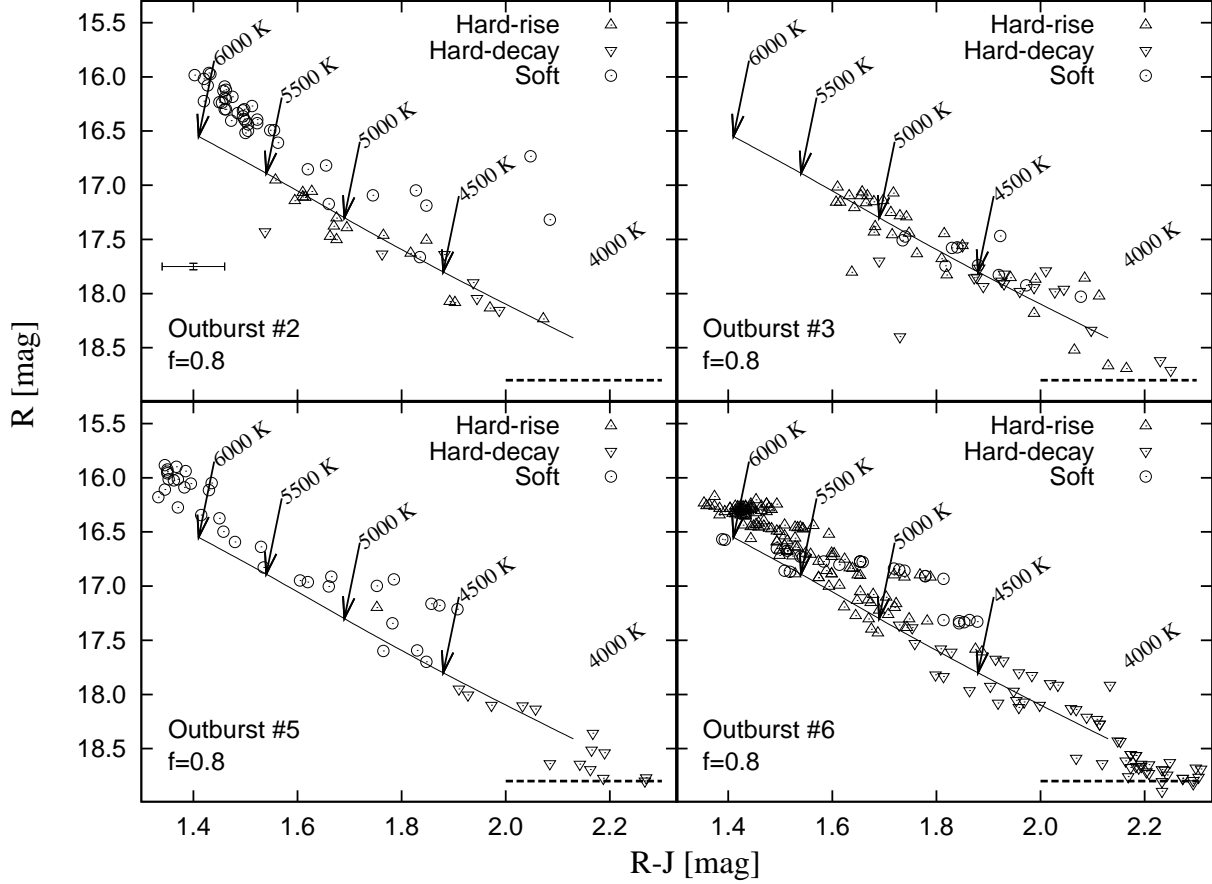 R [mag]
15.5
16.0
16.5
17.0
17.5
18.0
18.5
Hard-rise
Hard-decay
Soft
6000 K
5500 K
5000 K
4500 K
4000 K
Outburst #2
f=0.8
Hard-rise
Hard-decay
Soft
6000 K
5500 K
5000 K
4500 K
4000 K
Outburst #3
f=0.8
15.5
16.0
16.5
17.0
17.5
18.0
18.5
Hard-rise
Hard-decay
Soft
6000 K
5500 K
5000 K
4500 K
4000 K
Outburst #5
f=0.8
Hard-rise
Hard-decay
Soft
6000 K
5500 K
5000 K
4500 K
4000 K
Outburst #6
f=0.8
1.4 1.6 1.8 2.0 2.2
1.4 1.6 1.8 2.0 2.2
R-J [mag]